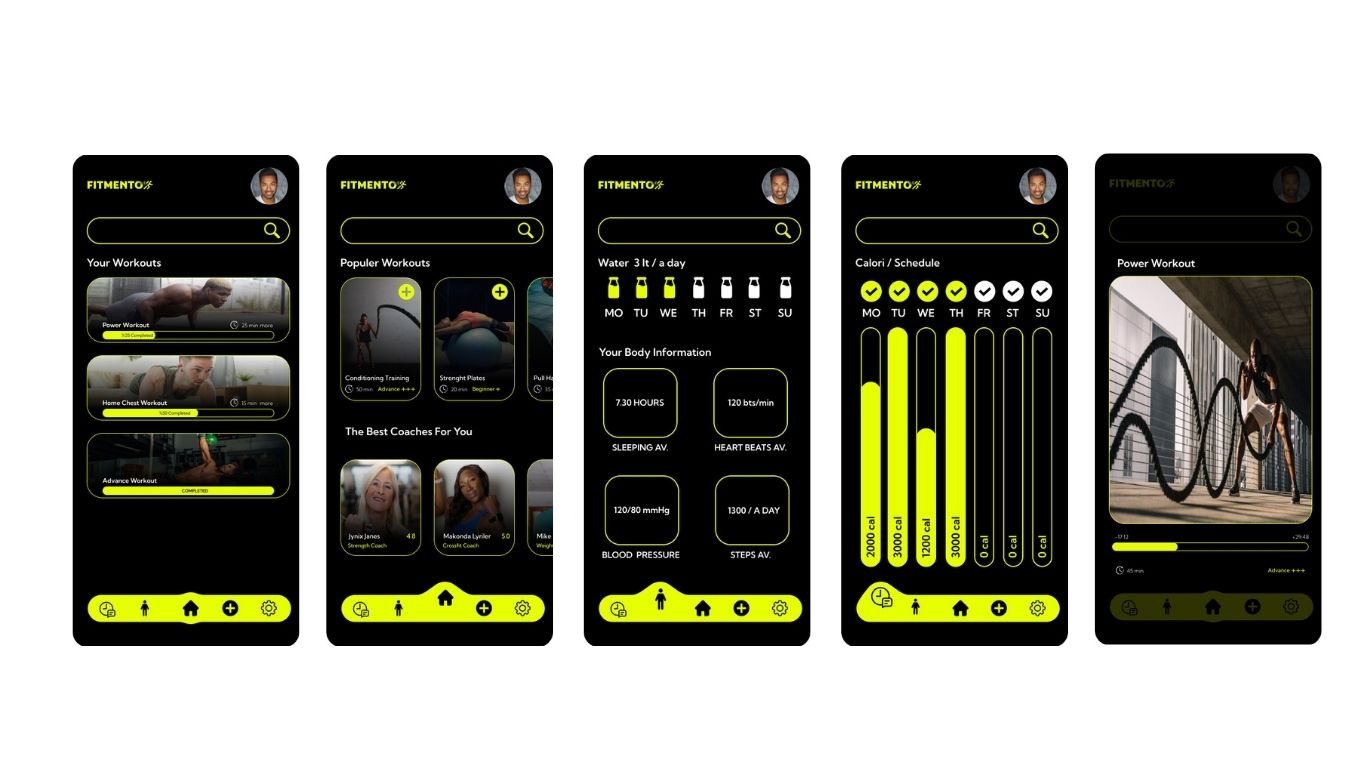 FITMENTO
Your Workouts
Power Workout
25 min more
%25 Completed
Home Chest Workout
15 min more
%50 Completed
Advance Workout
COMPLETED
FITMENTO
Populer Workouts
Conditioning Training
50 min Advance +++
Strenght Plates
20 min Beginner +
Pull Ha
15
The Best Coaches For You
Jynix Janes 4.8
Strength Coach
Makonda Lynler 5.0
Crossfit Coach
Mike
Weigh
FITMENTO
Water 3 lt / a day
MO TU WE TH FR ST SU
Your Body Information
7.30 HOURS
SLEEPING AV.
120 bts/min
HEART BEATS AV.
120/80 mmHg
BLOOD PRESSURE
1300 / A DAY
STEPS AV.
FITMENTO
Calori / Schedule
MO TU WE TH FR ST SU
2000 cal
3000 cal
1200 cal
3000 cal
0 cal
0 cal
0 cal
FITMENTO
Power Workout
-17:12 +29:48
45 min Advance +++